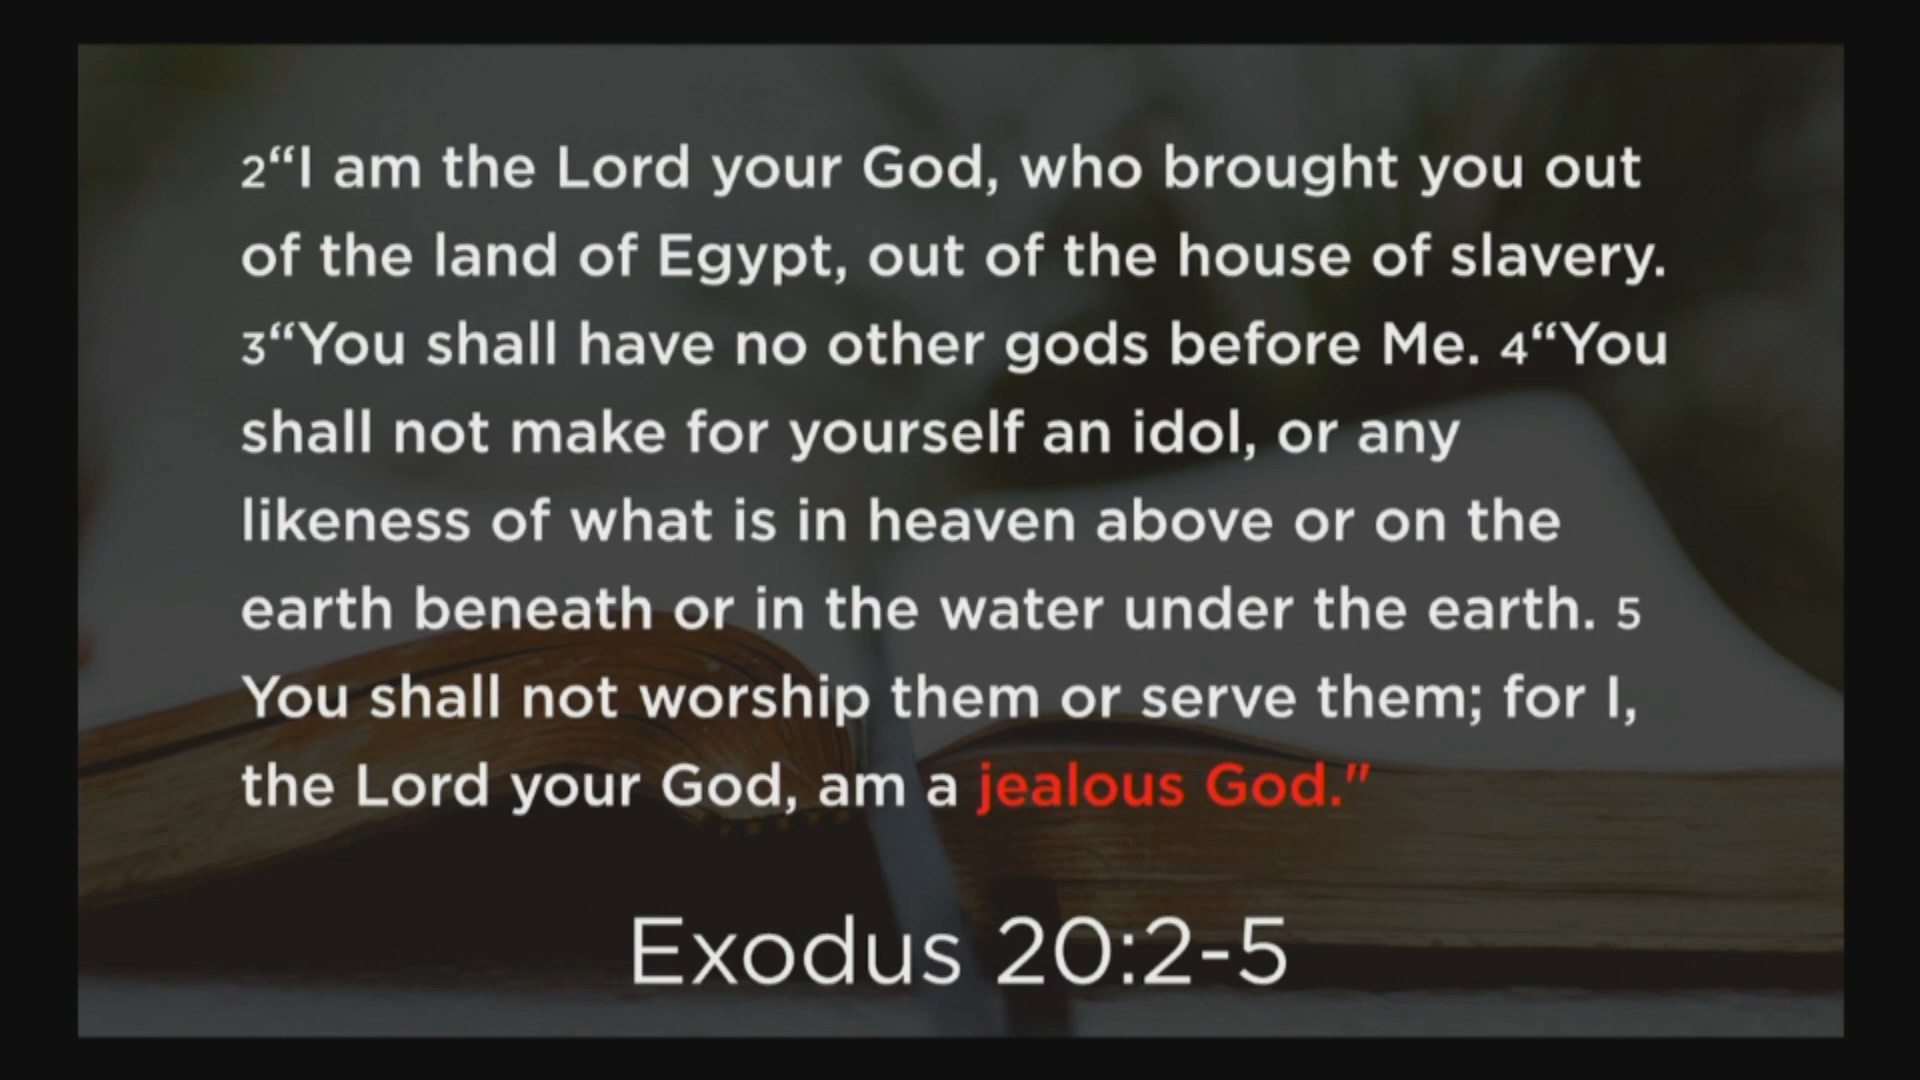 2“I am the Lord your God, who brought you out
of the land of Egypt, out of the house of slavery.
3“You shall have no other gods before Me. 4“You
shall not make for yourself an idol, or any
likeness of what is in heaven above or on the
earth beneath or in the water under the earth. 5
You shall not worship them or serve them; for I,
the Lord your God, am a jealous God."
Exodus 20:2-5